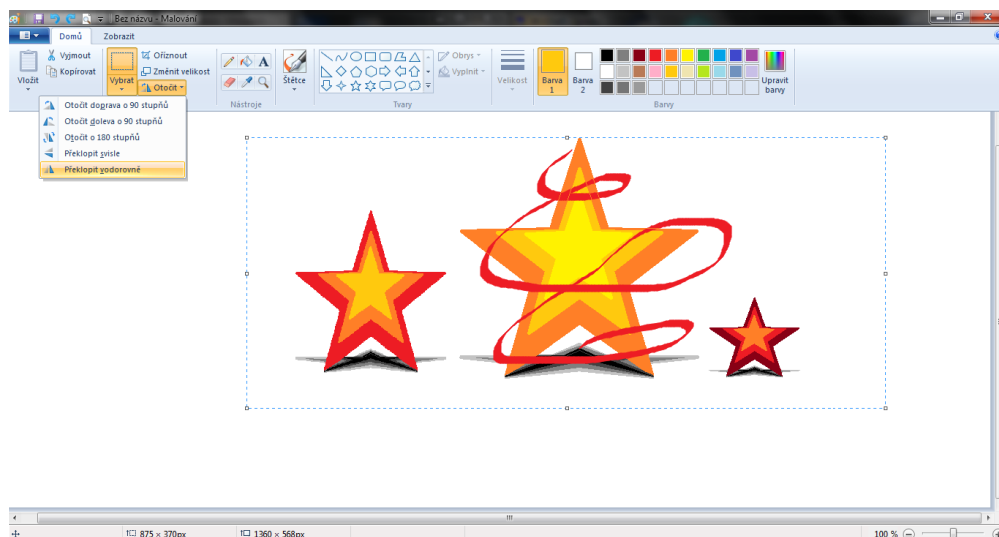 Bez názvu - Malování
Domů Zobrazit
Vložit
Vyjmout
Kopírovat
Vybrat
Oříznout
Změnit velikost
Otočit
A
Nástroje
Štětce
Obrys
Vyplnit
Tvary
Velikost
Barva 1
Barva 2
Upravit barvy
Barvy
Otočit doprava o 90 stupňů
Otočit doleva o 90 stupňů
Otočit o 180 stupňů
Překlopit svisle
Překlopit vodorovně
875 × 370px 1360 × 568px 100 %